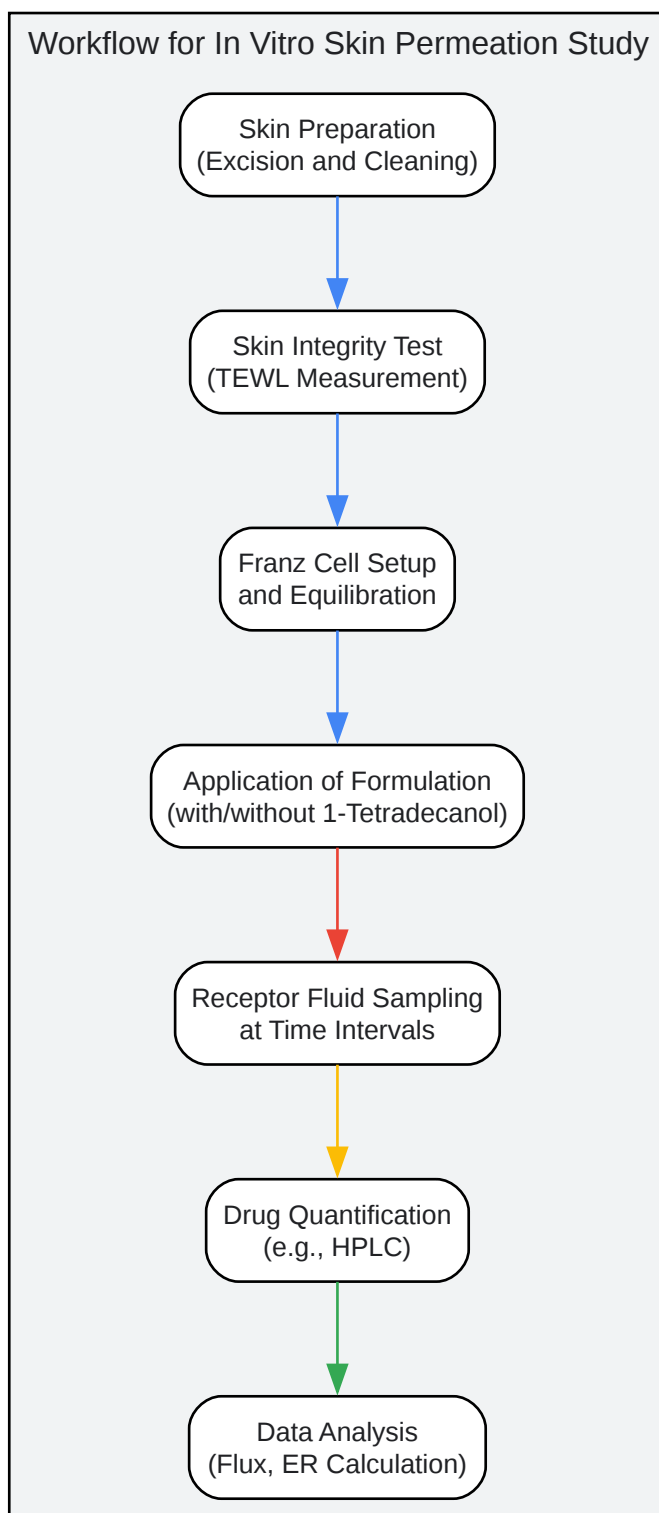 Workflow for In Vitro Skin Permeation Study
Skin Preparation
(Excision and Cleaning)
Skin Integrity Test
(TEWL Measurement)
Franz Cell Setup
and Equilibration
Application of Formulation
(with/without 1-Tetradecanol)
Receptor Fluid Sampling
at Time Intervals
Drug Quantification
(e.g., HPLC)
Data Analysis
(Flux, ER Calculation)